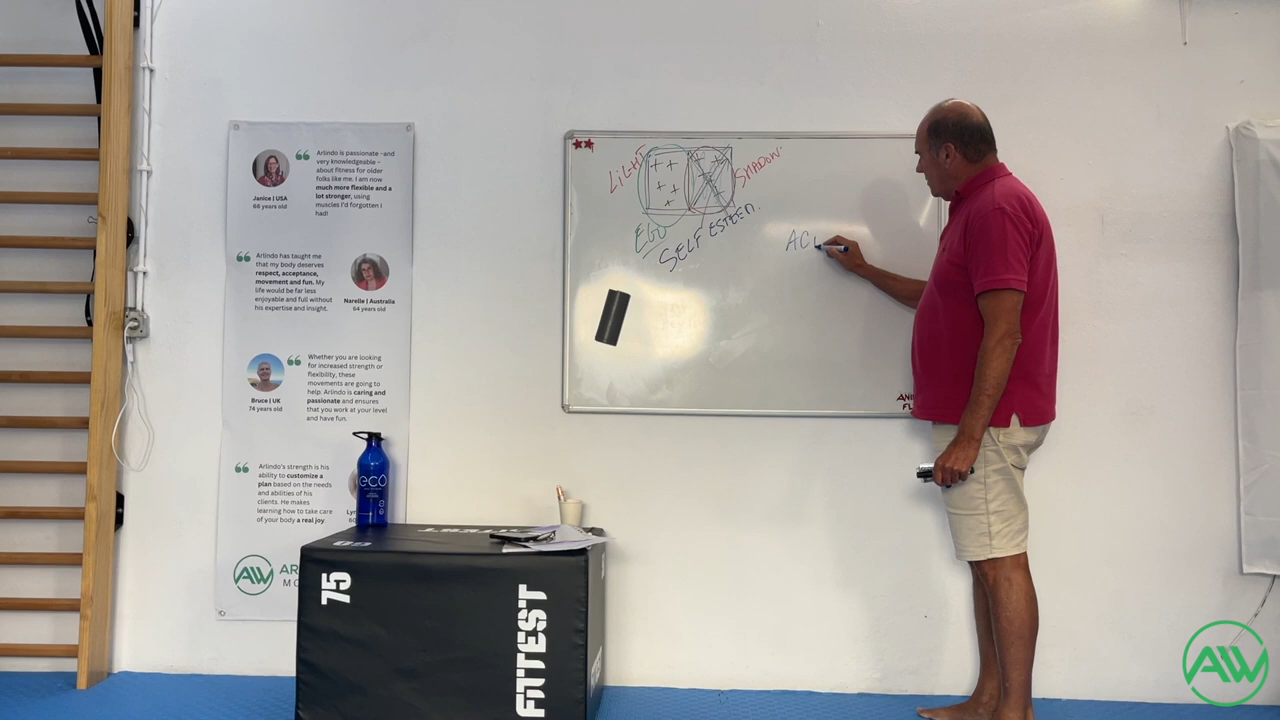 Arlindo is passionate -and
very knowledgeable -
about fitness for older
folks like me. I am now
much more flexible and a
lot stronger, using
muscles I'd forgotten I
had!
Janice | USA
66 years old
Arlindo has taught me
that my body deserves
respect, acceptance,
movement and fun. My
life would be far less
enjoyable and full without
his expertise and insight.
Narelle | Australia
54 years old
Whether you are looking
for increased strength or
flexibility, these
movements are going to
help. Arlindo is caring and
passionate and ensures
that you work at your level
and have fun.
Bruce | UK
74 years old
Arlindo's strength is his
ability to customize a
plan based on the needs
and abilities of his
clients. He makes
learning how to take care
of your body a real joy
AW
eco
60
75
FITTEST
LIGHT
SHADOW
EGO
SELF ESTEEM.
AW